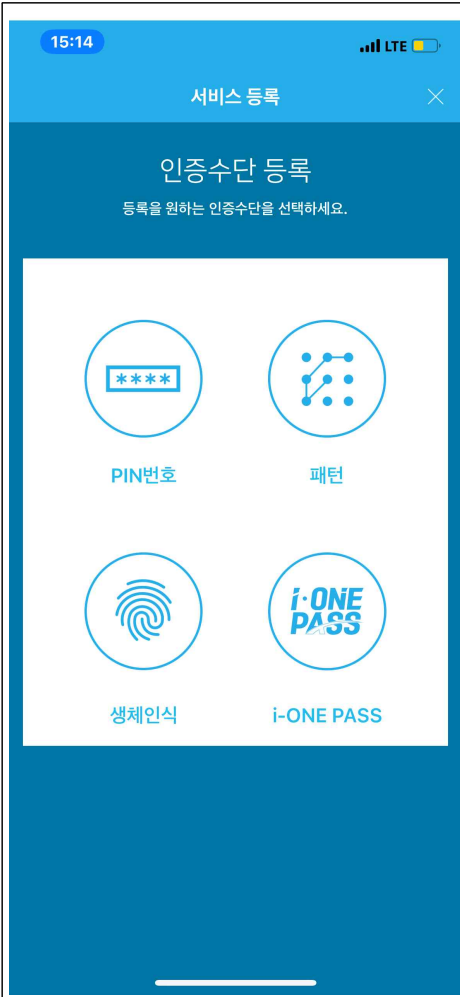 15:14
LTE
서비스 등록
인증수단 등록
등록을 원하는 인증수단을 선택하세요.
****
PIN번호
패턴
i·ONE
PASS
생체인식
i-ONE PASS